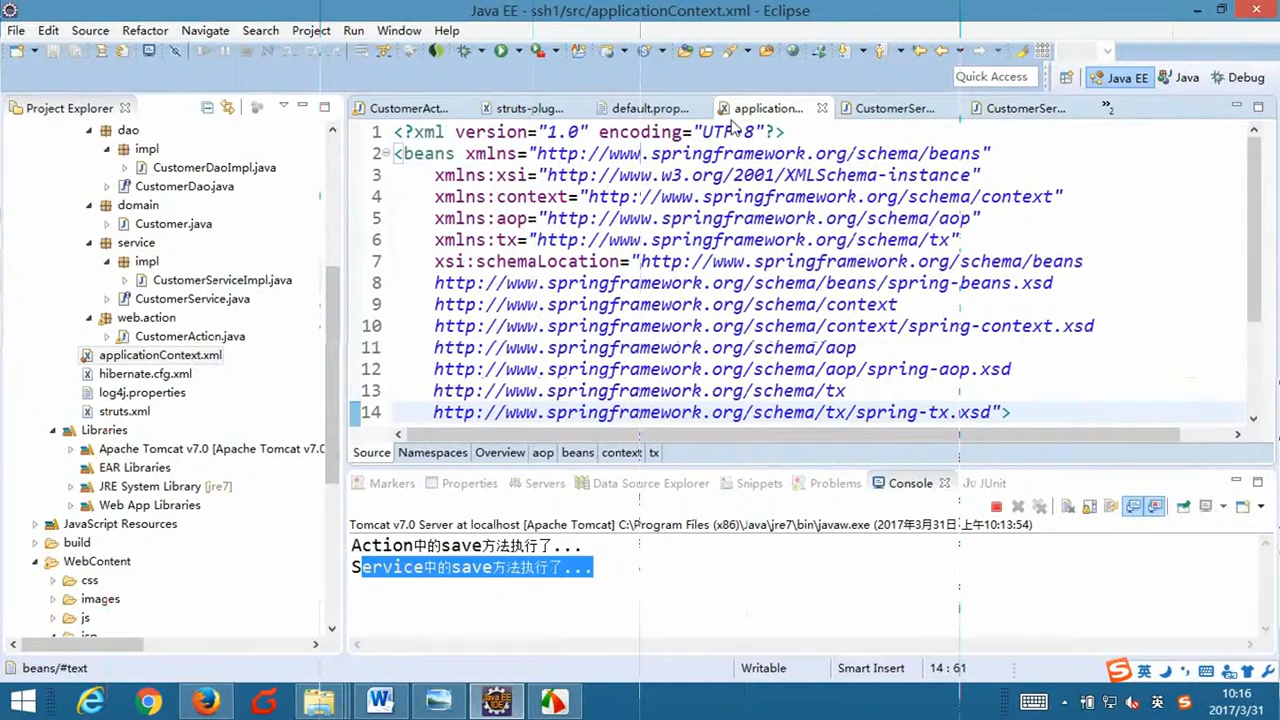 Java EE - ssh1/src/applicationContext.xml - Eclipse
File Edit Source Refactor Navigate Search Project Run Window Help
Quick Access
Java EE
Java
Debug
Project Explorer
dao
impl
CustomerDaoImpl.java
CustomerDao.java
domain
Customer.java
service
impl
CustomerServiceImpl.java
CustomerService.java
web.action
CustomerAction.java
applicationContext.xml
hibernate.cfg.xml
log4j.properties
struts.xml
Libraries
Apache Tomcat v7.0 [Apache Tomcat v7.0
EAR Libraries
JRE System Library [jre7]
Web App Libraries
JavaScript Resources
build
WebContent
css
images
js
CustomerAct... struts-plug... default.prop... application... CustomerSer... CustomerSer... »2
1 <?xml version="1.0" encoding="UTF-8"?>
2 <beans xmlns="http://www.springframework.org/schema/beans"
3 xmlns:xsi="http://www.w3.org/2001/XMLSchema-instance"
4 xmlns:context="http://www.springframework.org/schema/context"
5 xmlns:aop="http://www.springframework.org/schema/aop"
6 xmlns:tx="http://www.springframework.org/schema/tx"
7 xsi:schemaLocation="http://www.springframework.org/schema/beans
8 http://www.springframework.org/schema/beans/spring-beans.xsd
9 http://www.springframework.org/schema/context
10 http://www.springframework.org/schema/context/spring-context.xsd
11 http://www.springframework.org/schema/aop
12 http://www.springframework.org/schema/aop/spring-aop.xsd
13 http://www.springframework.org/schema/tx
14 http://www.springframework.org/schema/tx/spring-tx.xsd">
Source Namespaces Overview aop beans context tx
Markers Properties Servers Data Source Explorer Snippets Problems Console JUnit
Tomcat v7.0 Server at localhost [Apache Tomcat] C:\Program Files (x86)\Java\jre7\bin\javaw.exe (2017年3月31日 上午10:13:54)
Action中的save方法执行了...
Service中的save方法执行了...
beans/#text
Writable
Smart Insert
14 : 61
英
英
10:16
2017/3/31